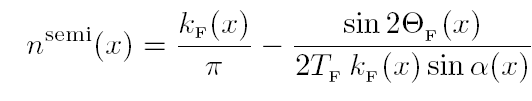 n^{semi}(x) = \frac{k_F(x)}{\pi} - \frac{\sin 2\Theta_F(x)}{2T_F k_F(x) \sin \alpha(x)}